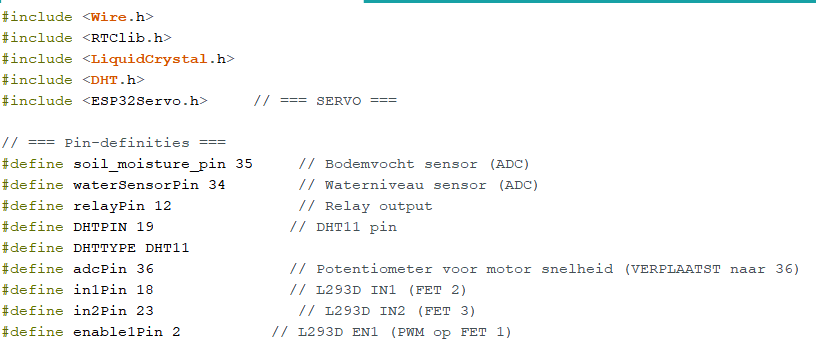 #include <Wire.h>
#include <RTClib.h>
#include <LiquidCrystal.h>
#include <DHT.h>
#include <ESP32Servo.h>     // === SERVO ===

// === Pin-definities ===
#define soil_moisture_pin 35     // Bodemvocht sensor (ADC)
#define waterSensorPin 34        // Waterniveau sensor (ADC)
#define relayPin 12              // Relay output
#define DHTPIN 19               // DHT11 pin
#define DHTTYPE DHT11
#define adcPin 36               // Potentiometer voor motor snelheid (VERPLAATST naar 36)
#define in1Pin 18               // L293D IN1 (FET 2)
#define in2Pin 23                // L293D IN2 (FET 3)
#define enable1Pin 2          // L293D EN1 (PWM op FET 1)